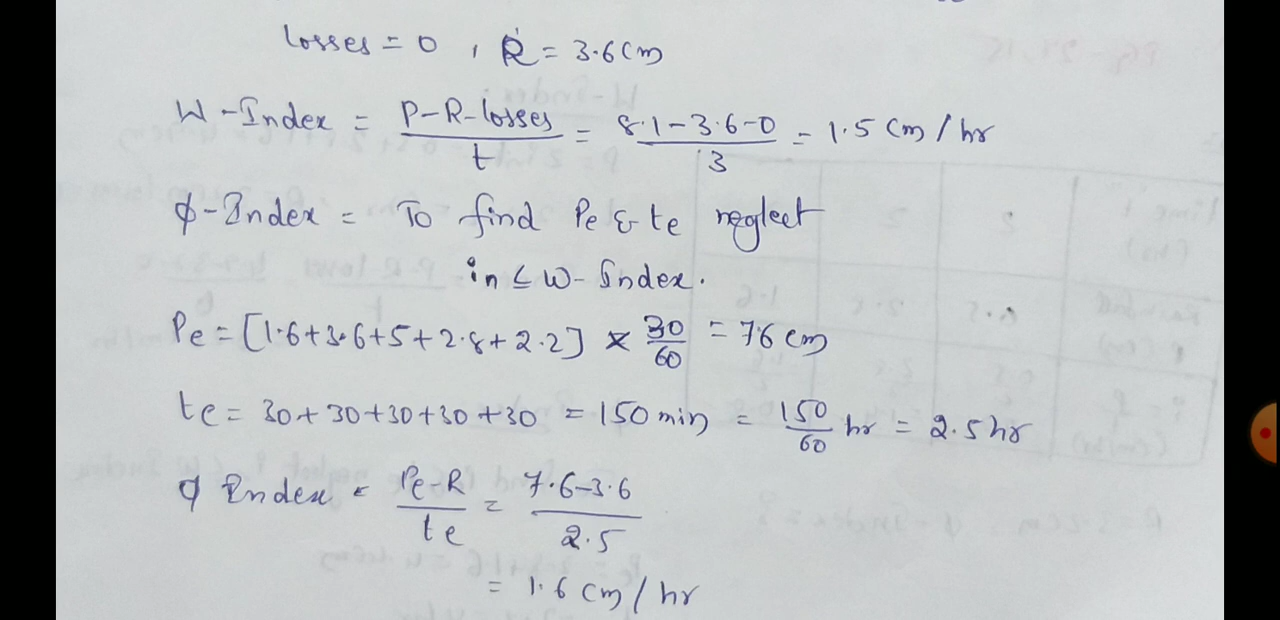 losses = 0 , R = 3.6 cm
W-Index = P-R-losses / t = 8.1-3.6-0 / 3 = 1.5 cm/hr
φ-Index = To find Pe & te neglect
in ≤ W-Index.
Pe = [1.6+3.6+5+2.8+2.2] × 30/60 = 7.6 cm
te = 30+30+30+30+30 = 150 min = 150/60 hr = 2.5 hr
φ Index = Pe-R / te = 7.6-3.6 / 2.5
= 1.6 cm/hr